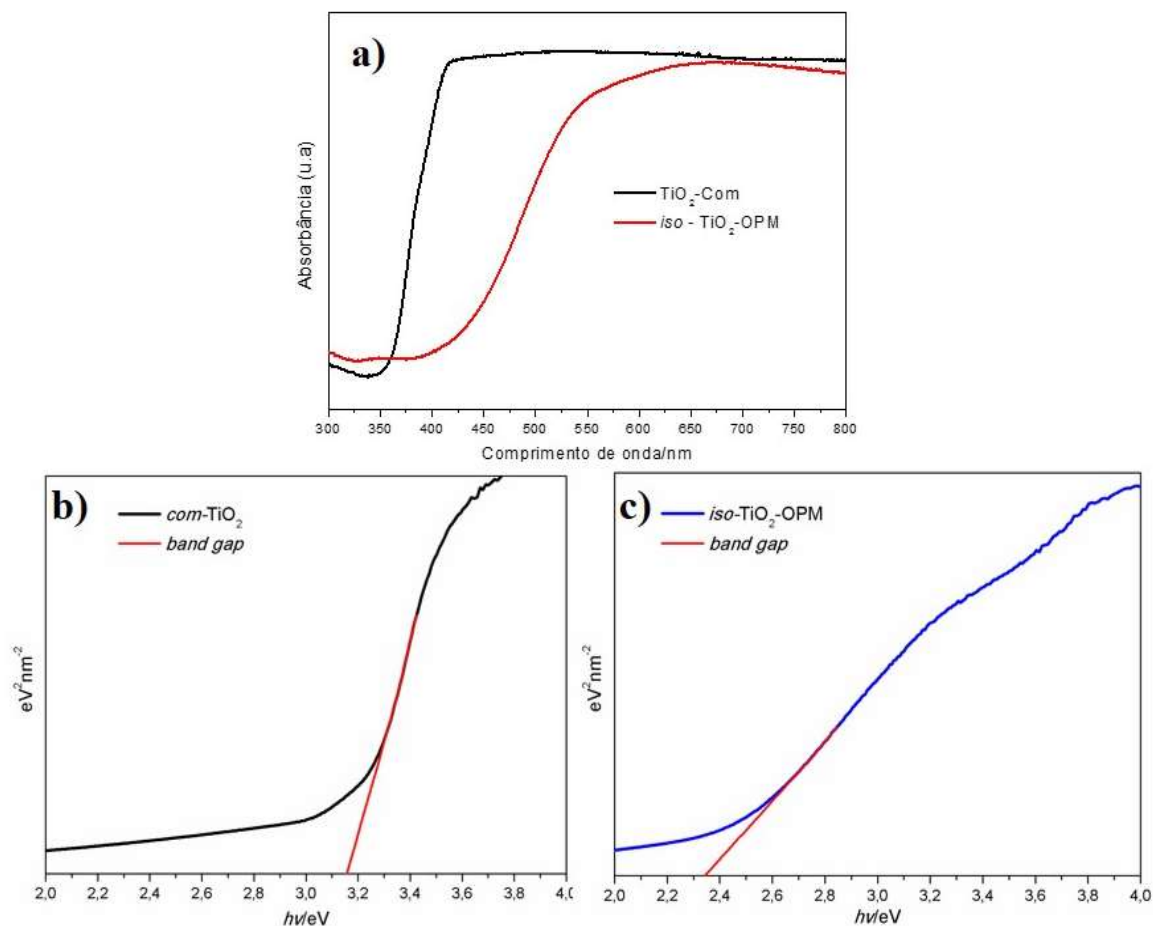 a)
Absorbância (u.a)
TiO₂-Com
iso - TiO₂-OPM
300 350 400 450 500 550 600 650 700 750 800
Comprimento de onda/nm
b)
com-TiO₂
band gap
eV²nm⁻²
2,0 2,2 2,4 2,6 2,8 3,0 3,2 3,4 3,6 3,8 4,0
hν/eV
c)
iso-TiO₂-OPM
band gap
eV²nm⁻²
2,0 2,2 2,4 2,6 2,8 3,0 3,2 3,4 3,6 3,8 4,0
hν/eV